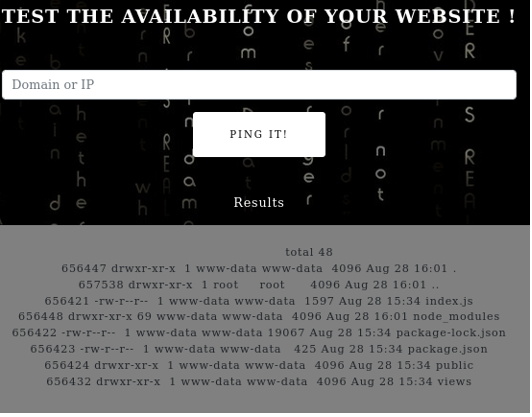 TEST THE AVAILABILITY OF YOUR WEBSITE !
Domain or IP
PING IT!
Results
total 48
656447 drwxr-xr-x 1 www-data www-data 4096 Aug 28 16:01 .
657538 drwxr-xr-x 1 root root 4096 Aug 28 16:01 ..
656421 -rw-r--r-- 1 www-data www-data 1597 Aug 28 15:34 index.js
656448 drwxr-xr-x 69 www-data www-data 4096 Aug 28 16:01 node_modules
656422 -rw-r--r-- 1 www-data www-data 19067 Aug 28 15:34 package-lock.json
656423 -rw-r--r-- 1 www-data www-data 425 Aug 28 15:34 package.json
656424 drwxr-xr-x 1 www-data www-data 4096 Aug 28 15:34 public
656432 drwxr-xr-x 1 www-data www-data 4096 Aug 28 15:34 views